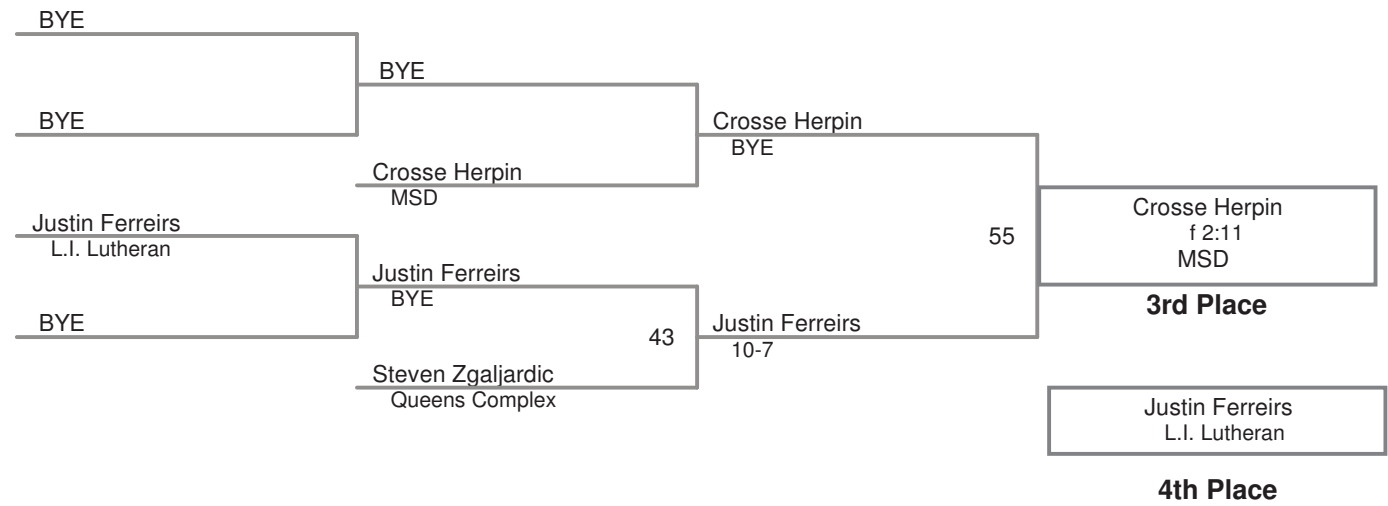 BYE
BYE
BYE
Crosse Herpin
BYE
Crosse Herpin
MSD
Justin Ferreirs
L.I. Lutheran
55
Crosse Herpin
f 2:11
MSD
3rd Place
Justin Ferreirs
BYE
BYE
43
Justin Ferreirs
10-7
Steven Zgaljardic
Queens Complex
Justin Ferreirs
L.I. Lutheran
4th Place